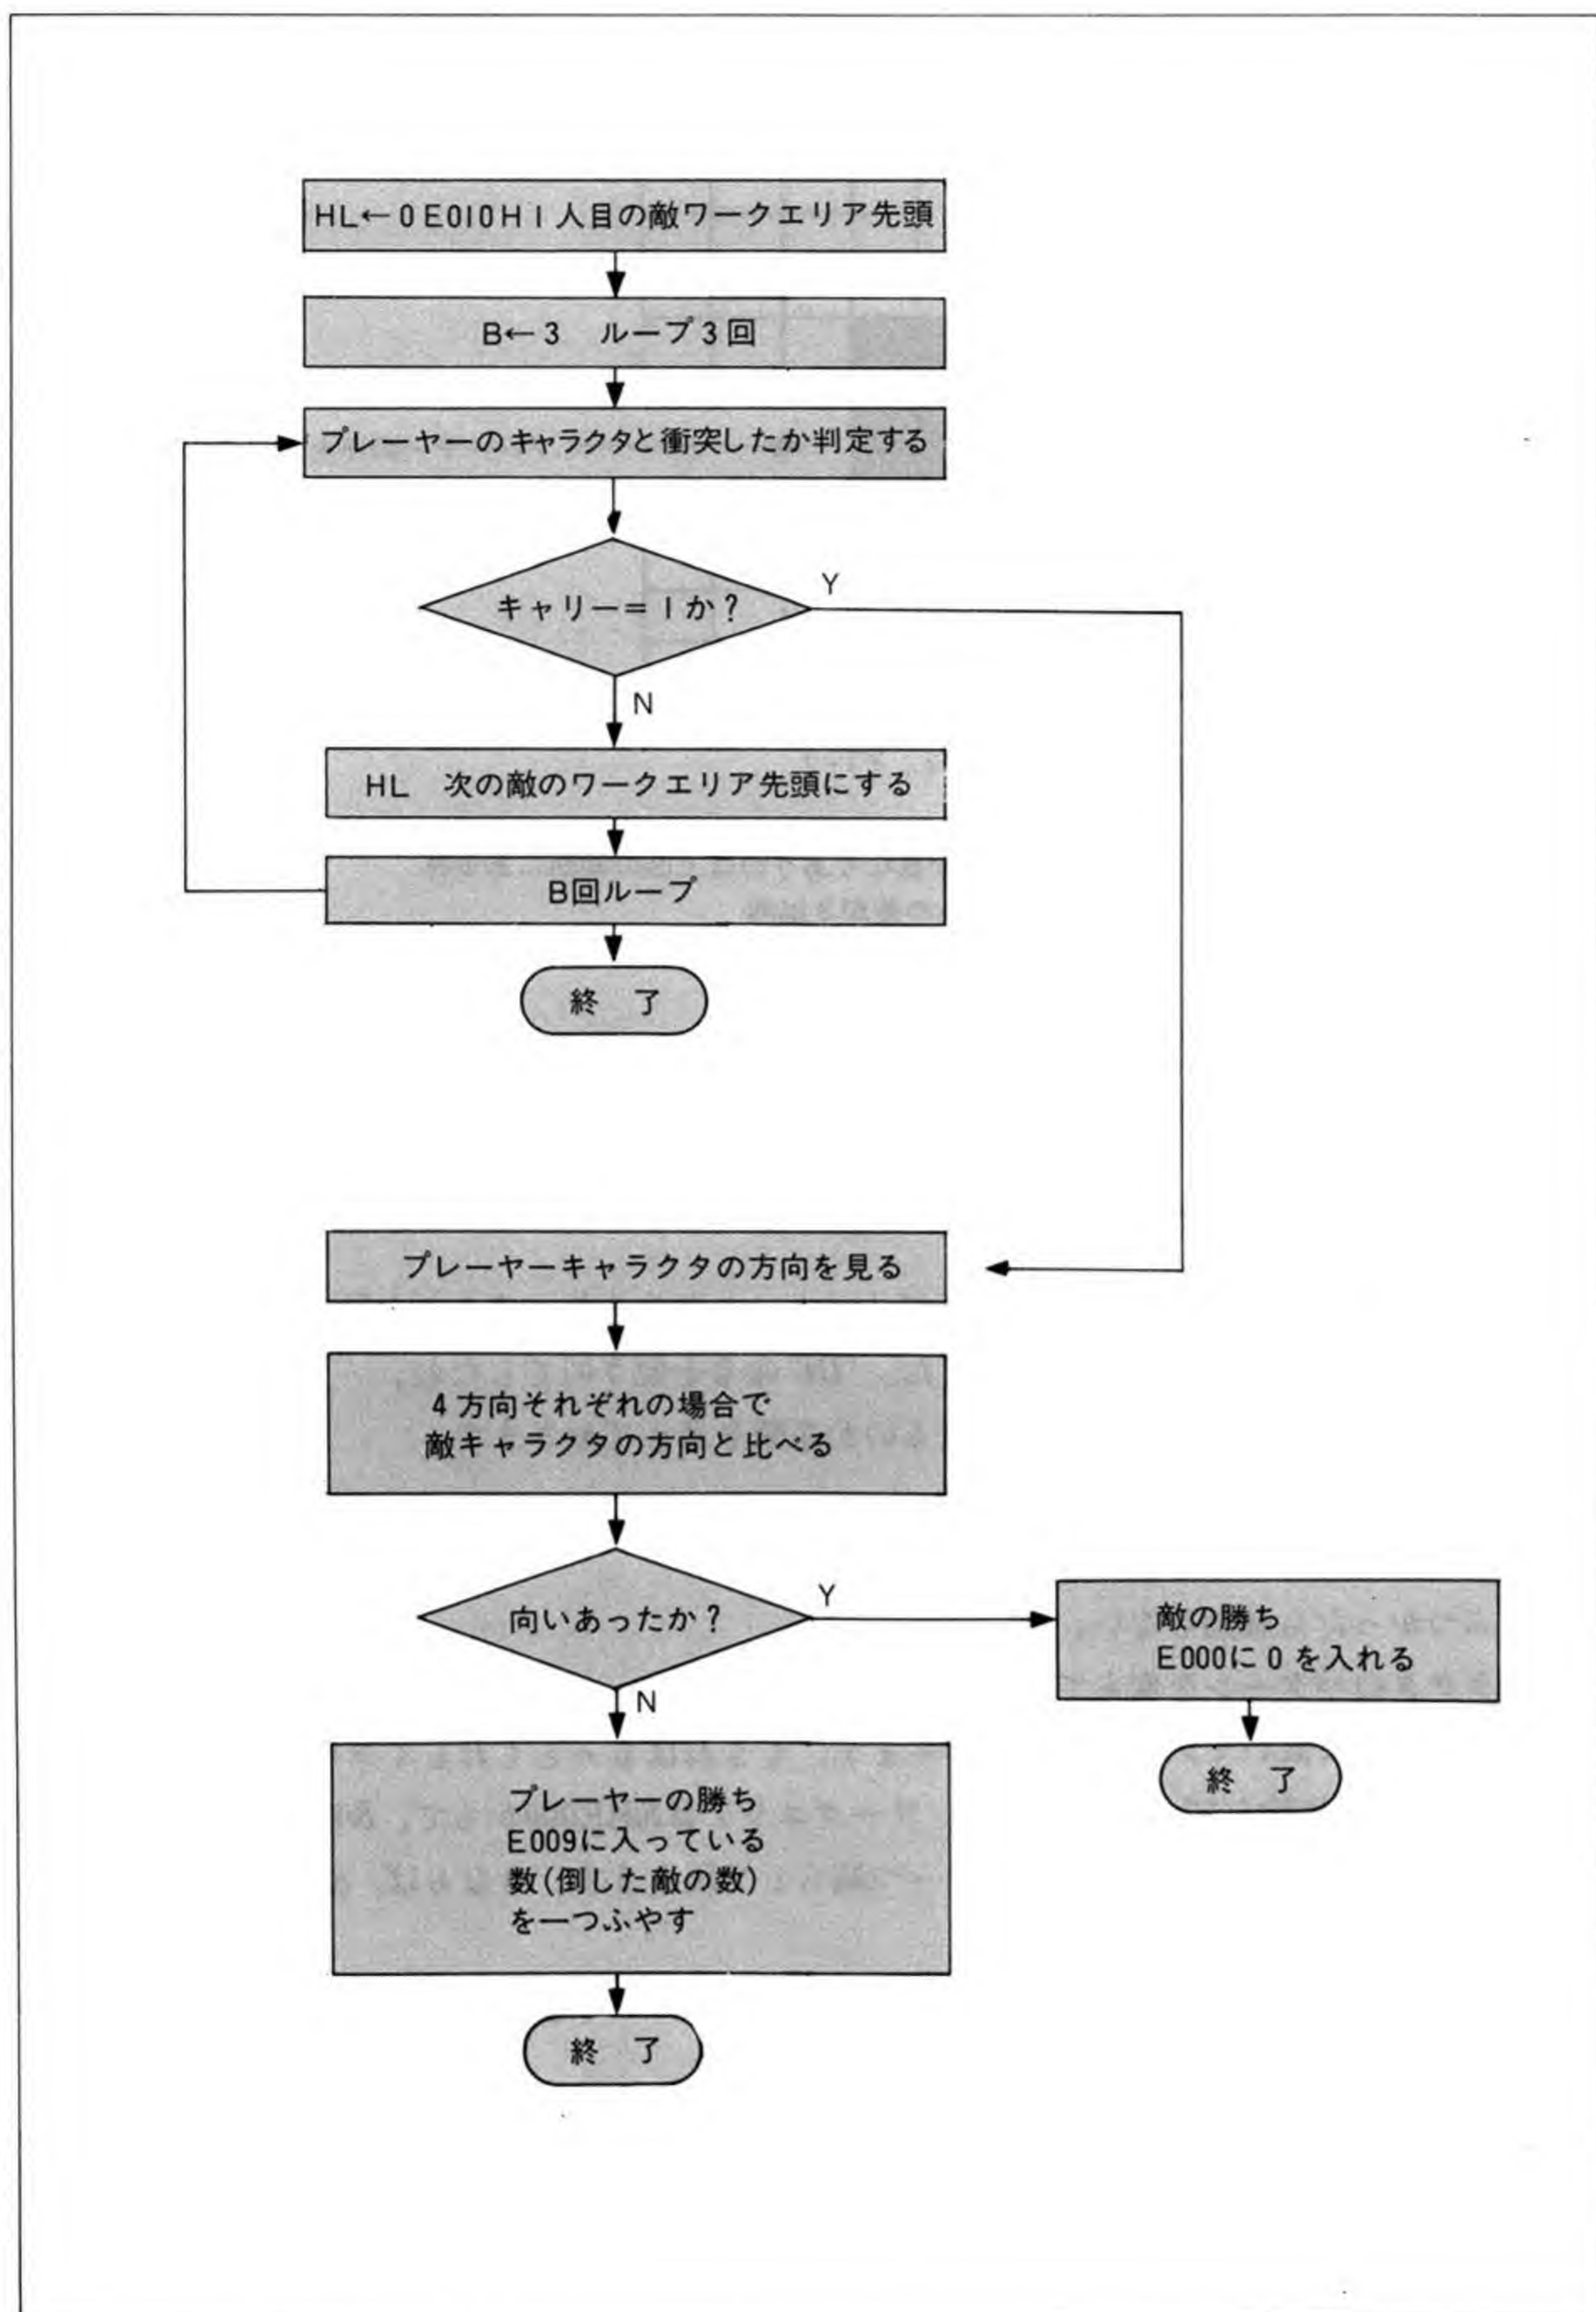 HL←0E010H 1人目の敵ワークエリア先頭
B←3 ループ3回
プレーヤーのキャラクタと衝突したか判定する
キャリー=1か?
Y
N
HL 次の敵のワークエリア先頭にする
B回ループ
終 了
プレーヤーキャラクタの方向を見る
4方向それぞれの場合で
敵キャラクタの方向と比べる
向いあったか?
Y
敵の勝ち
E000に0を入れる
終 了
N
プレーヤーの勝ち
E009に入っている
数(倒した敵の数)
を一つふやす
終 了